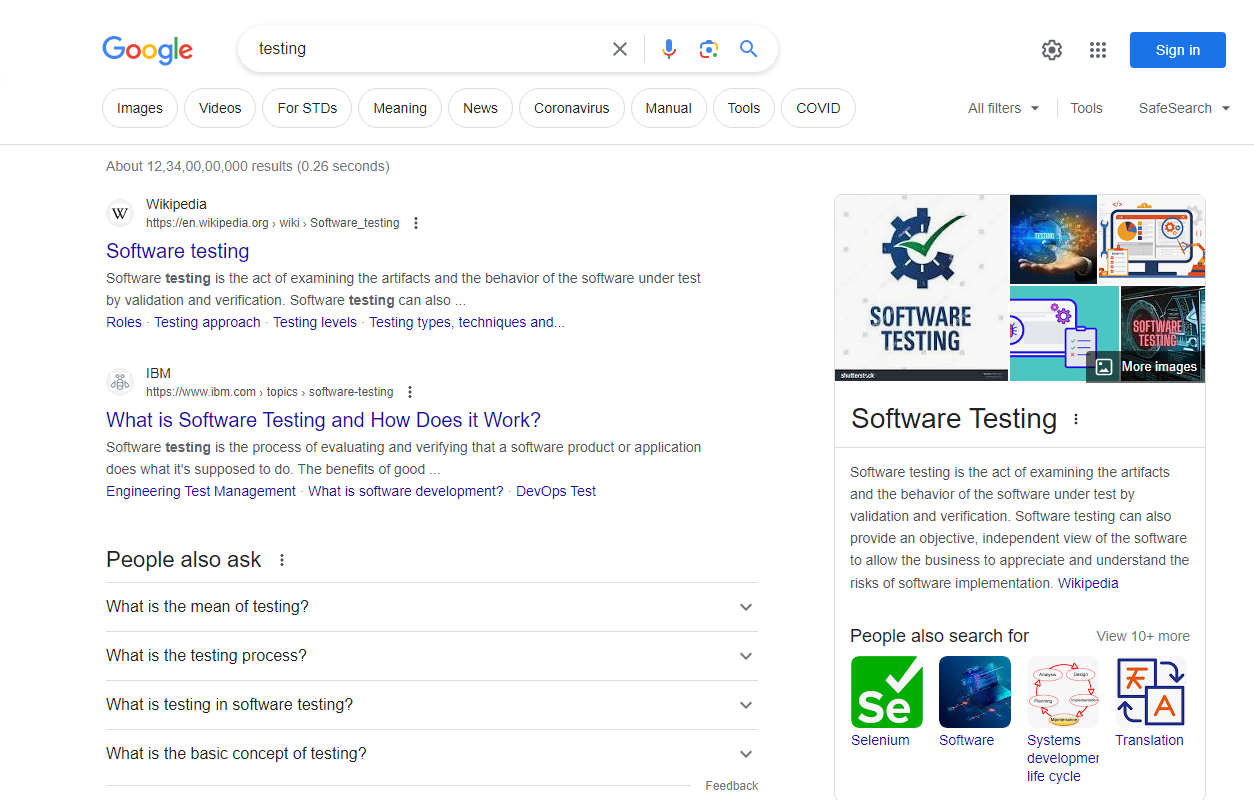 Google
testing
Sign in
Images
Videos
For STDs
Meaning
News
Coronavirus
Manual
Tools
COVID
All filters
Tools
SafeSearch
About 12,34,00,00,000 results (0.26 seconds)
W
Wikipedia
https://en.wikipedia.org › wiki › Software_testing
Software testing
Software testing is the act of examining the artifacts and the behavior of the software under test
by validation and verification. Software testing can also ...
Roles · Testing approach · Testing levels · Testing types, techniques and...
IBM
https://www.ibm.com › topics › software-testing
What is Software Testing and How Does it Work?
Software testing is the process of evaluating and verifying that a software product or application
does what it's supposed to do. The benefits of good ...
Engineering Test Management · What is software development? · DevOps Test
People also ask
What is the mean of testing?
What is the testing process?
What is testing in software testing?
What is the basic concept of testing?
Feedback
SOFTWARE
TESTING
shutterstock
TESTING
SOFTWARE
TESTING
More images
Software Testing
Software testing is the act of examining the artifacts
and the behavior of the software under test by
validation and verification. Software testing can also
provide an objective, independent view of the software
to allow the business to appreciate and understand the
risks of software implementation. Wikipedia
People also search for
View 10+ more
Se
Analysis
Design
Planning
Implementation
Maintenance
A
Selenium
Software
Systems
developmer
life cycle
Translation